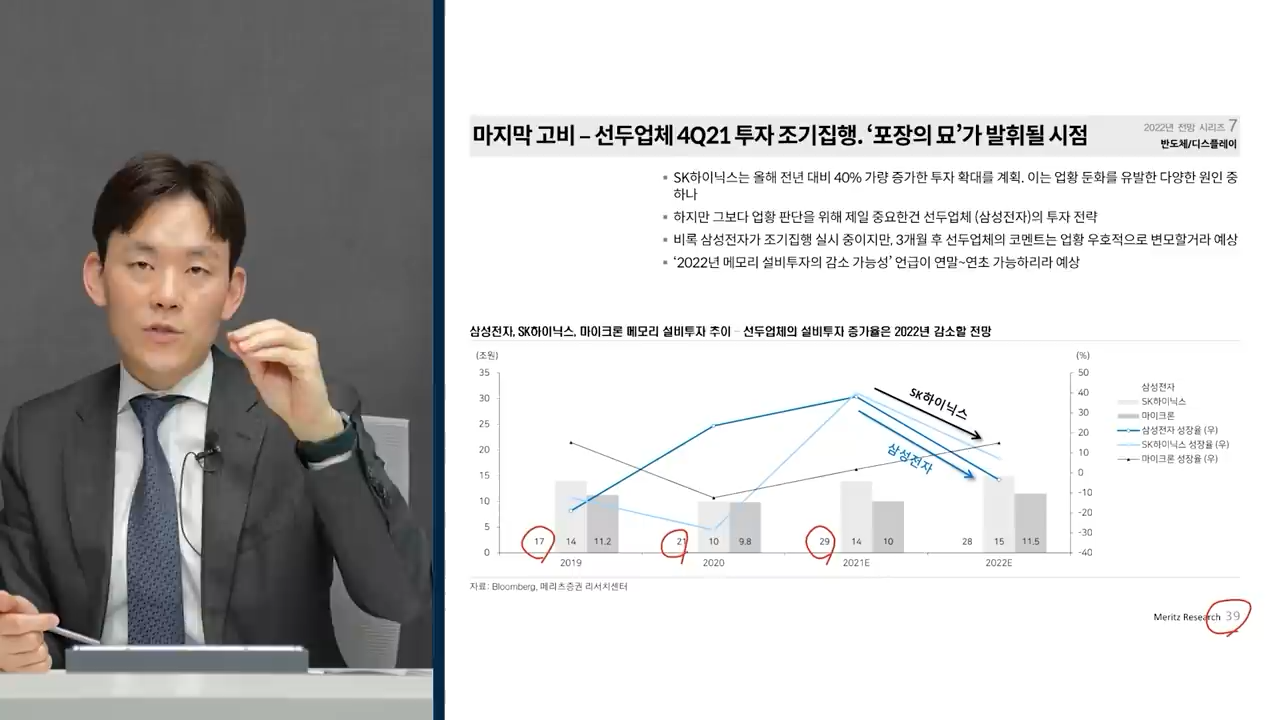 마지막 고비 – 선두업체 4Q21 투자 조기집행. ‘포장의 묘’가 발휘될 시점
2022년 전망 시리즈 7
반도체/디스플레이
▪ SK하이닉스는 올해 전년 대비 40% 가량 증가한 투자 확대를 계획. 이는 업황 둔화를 유발한 다양한 원인 중
하나
▪ 하지만 그보다 업황 판단을 위해 제일 중요한건 선두업체 (삼성전자)의 투자 전략
▪ 비록 삼성전자가 조기집행 실시 중이지만, 3개월 후 선두업체의 코멘트는 업황 우호적으로 변모할거라 예상
▪ ‘2022년 메모리 설비투자의 감소 가능성’ 언급이 연말~연초 가능하리라 예상
삼성전자, SK하이닉스, 마이크론 메모리 설비투자 추이 – 선두업체의 설비투자 증가율은 2022년 감소할 전망
(조원)
35
30
25
20
15
10
5
0
SK하이닉스
삼성전자
17 14 11.2
21 10 9.8
29 14 10
28 15 11.5
2019 2020 2021E 2022E
(%)
50
40
30
20
10
0
-10
-20
-30
-40
삼성전자
SK하이닉스
마이크론
삼성전자 성장율 (우)
SK하이닉스 성장율 (우)
마이크론 성장율 (우)
자료: Bloomberg, 메리츠증권 리서치센터
Meritz Research 39